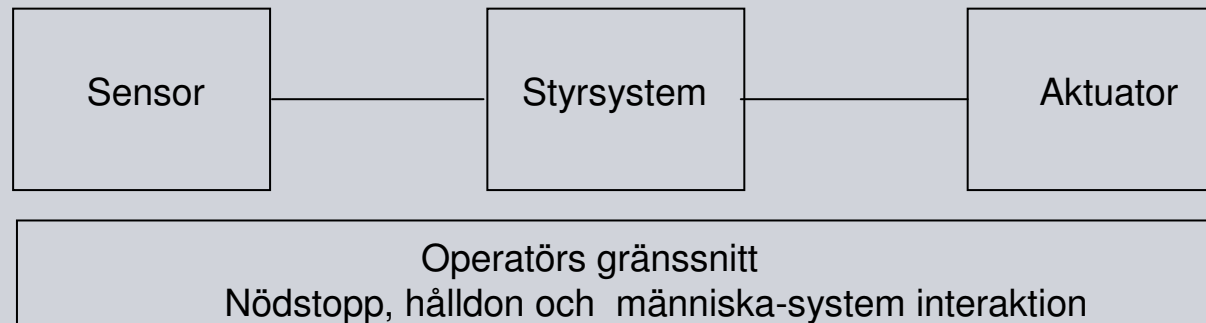 Sensor
Styrsystem
Aktuator
Operatörs gränssnitt
Nödstopp, hålldon och människa-system interaktion